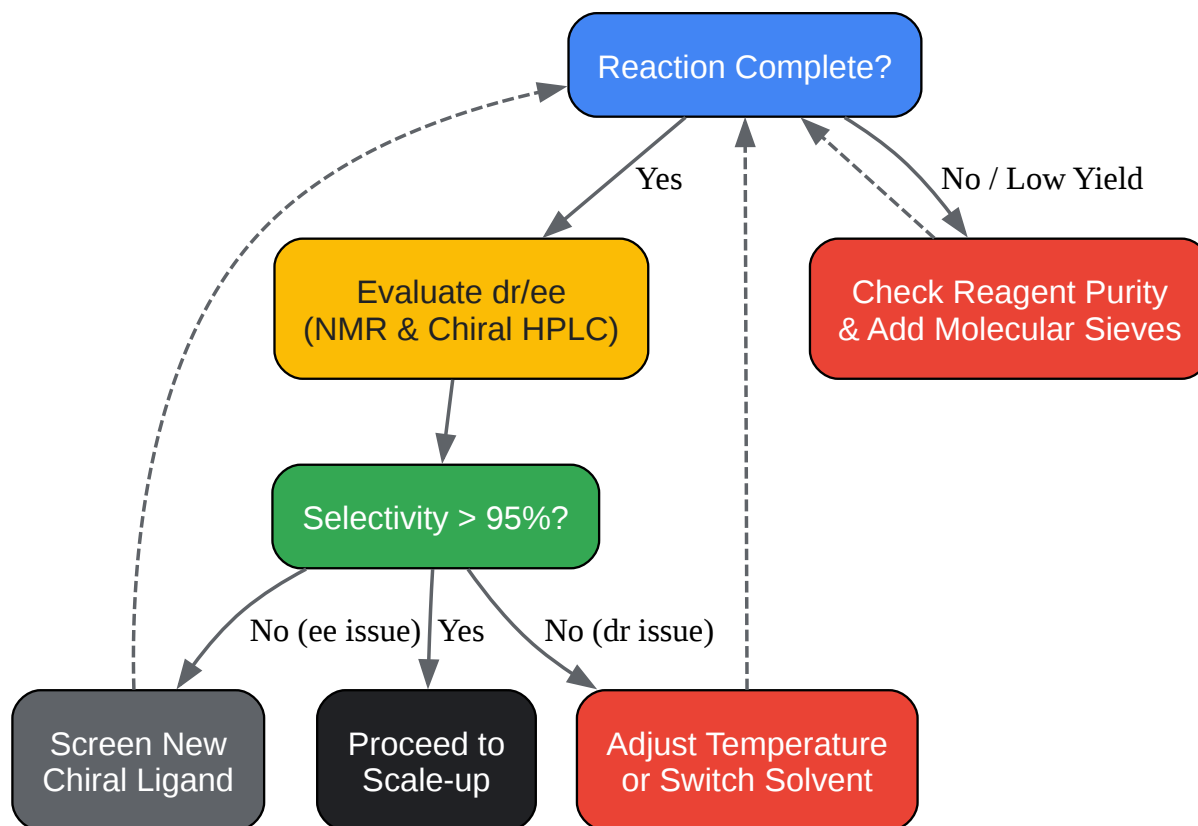 Reaction Complete?
Yes
No / Low Yield
Evaluate dr/ee
(NMR & Chiral HPLC)
Check Reagent Purity
& Add Molecular Sieves
Selectivity > 95%?
No (ee issue)
Yes
No (dr issue)
Screen New
Chiral Ligand
Proceed to
Scale-up
Adjust Temperature
or Switch Solvent